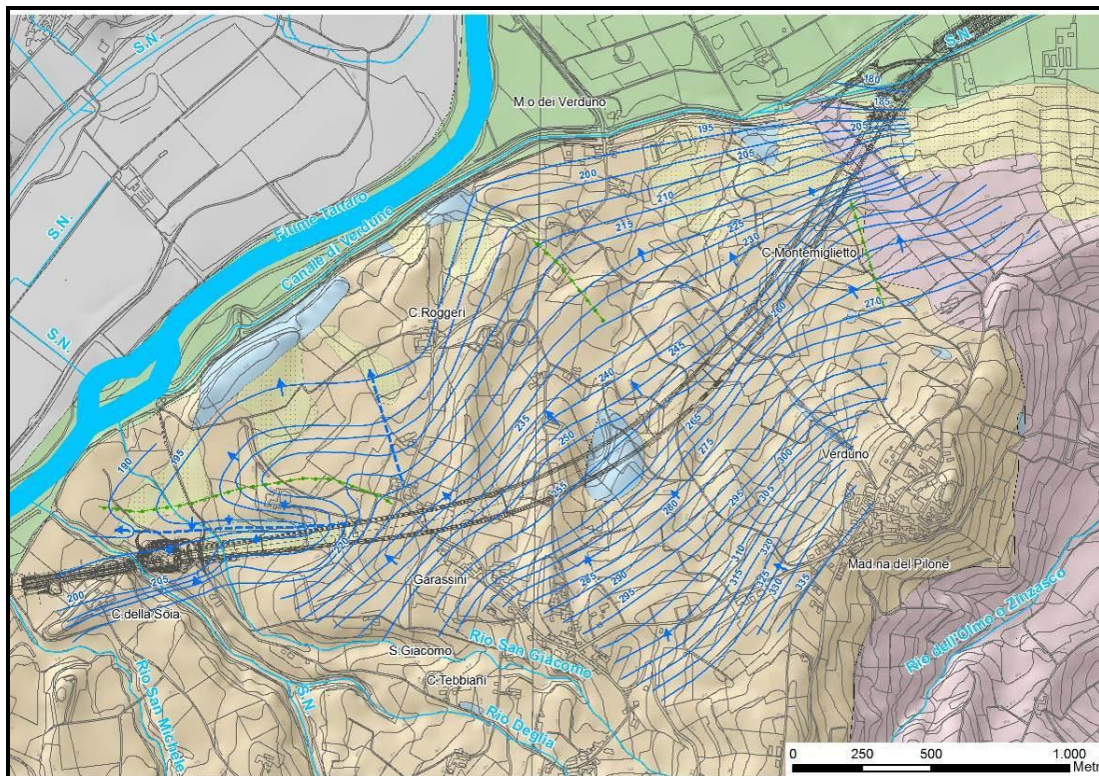 S.N.
S.N.
180
185
M.o dei Verduno
195
205
205
200
S.N.
210
Fiume Tanaro
215
225
Canale di Verduno
230
C.Montemiglietto
270
260
S.N.
C.Roggeri
245
240
235
265
250
275
300
Verduno
190
195
255
280
295
305
220
310
320
Garassini
285
290
315
325
Mad.na del Pilone
205
295
330
335
200
C.della Soia
S.Giacomo
Rio San Giacomo
Rio dell'Olmo o Zinzasco
C.Tebbiani
Rio San Michele
S.N
Rio Deglia
0 250 500 1.000
Metri